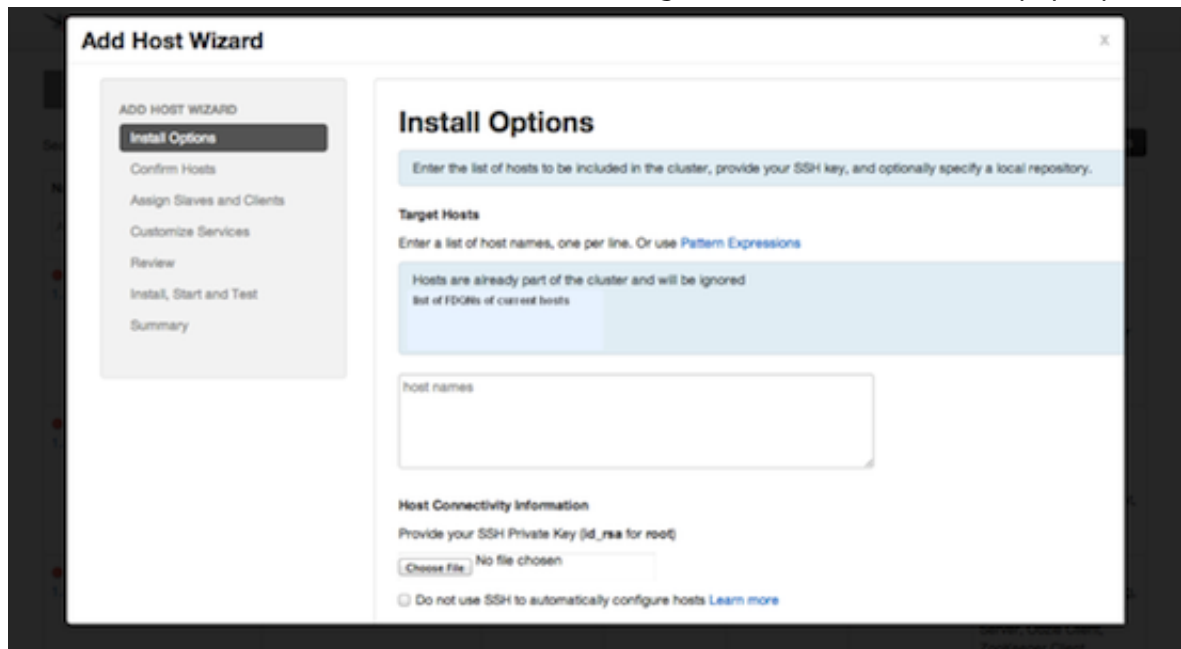 Add Host Wizard
x
ADD HOST WIZARD
Install Options
Confirm Hosts
Assign Slaves and Clients
Customize Services
Review
Install, Start and Test
Summary
Install Options
Enter the list of hosts to be included in the cluster, provide your SSH key, and optionally specify a local repository.
Target Hosts
Enter a list of host names, one per line. Or use Pattern Expressions
Hosts are already part of the cluster and will be ignored
list of FDQNs of current hosts
host names
Host Connectivity Information
Provide your SSH Private Key (id_rsa for root)
Choose File No file chosen
Do not use SSH to automatically configure hosts Learn more